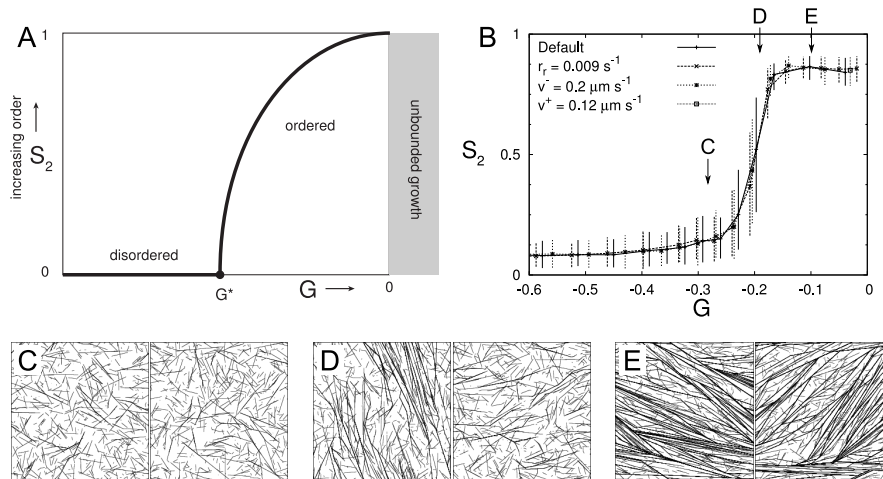 A
1
increasing order
S2
0
disordered
ordered
unbounded growth
G*
G
0
B
D
E
Default
r_r = 0.009 s⁻¹
v⁻ = 0.2 μm s⁻¹
v⁺ = 0.12 μm s⁻¹
C
1
S2
0.5
0
-0.6
-0.5
-0.4
-0.3
-0.2
-0.1
0
G
C
D
E